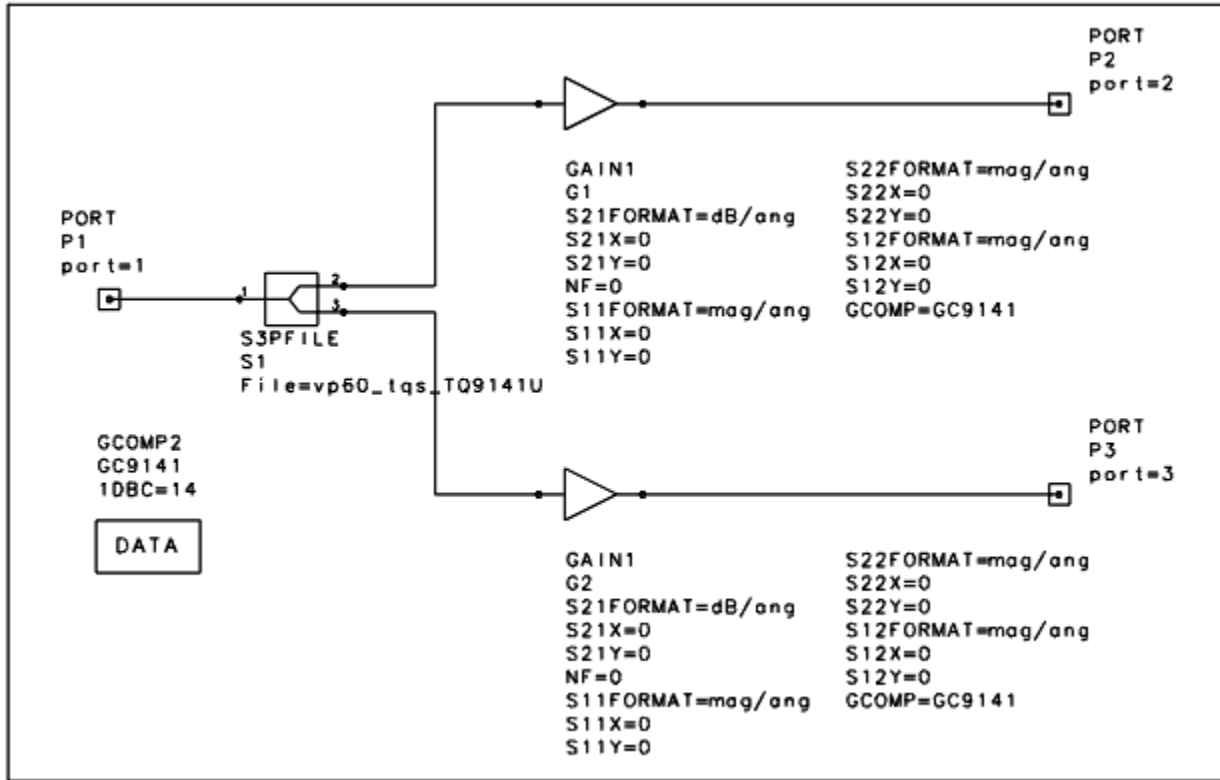 PORT
P2
port=2
GAIN1
G1
S21FORMAT=dB/ang
S21X=0
S21Y=0
NF=0
S11FORMAT=mag/ang
S11X=0
S11Y=0
S22FORMAT=mag/ang
S22X=0
S22Y=0
S12FORMAT=mag/ang
S12X=0
S12Y=0
GCOMP=GC9141
PORT
P1
port=1
1
2
3
S3PFILE
S1
File=vp60_tqs_TQ9141U
GCOMP2
GC9141
1DBC=14
DATA
PORT
P3
port=3
GAIN1
G2
S21FORMAT=dB/ang
S21X=0
S21Y=0
NF=0
S11FORMAT=mag/ang
S11X=0
S11Y=0
S22FORMAT=mag/ang
S22X=0
S22Y=0
S12FORMAT=mag/ang
S12X=0
S12Y=0
GCOMP=GC9141